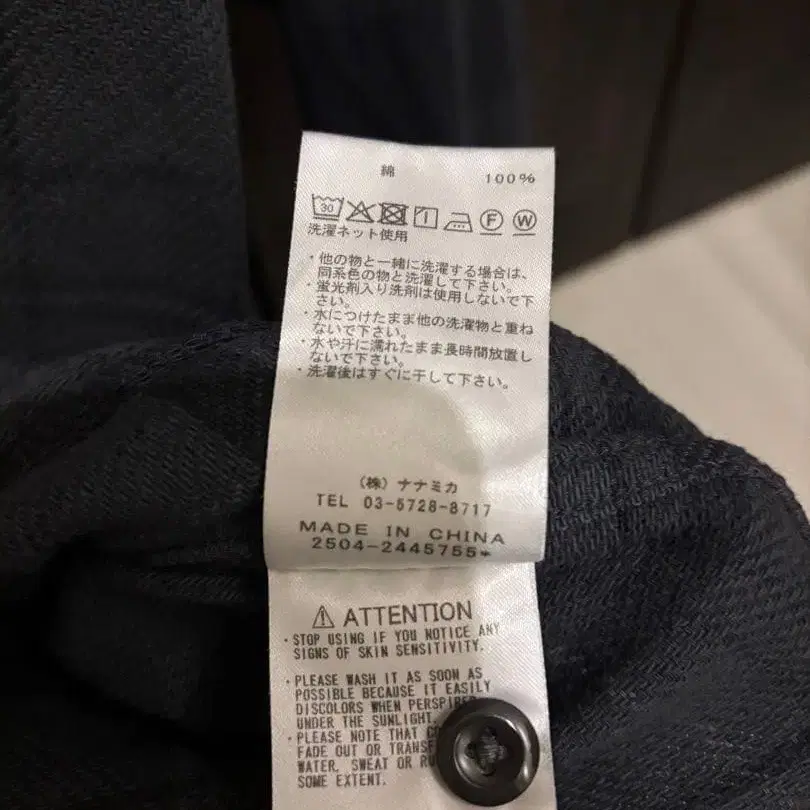 綿 100%
30 F W
洗濯ネット使用
・他の物と一緒に洗濯する場合は、
同系色の物と洗濯して下さい。
・蛍光剤入り洗剤は使用しないで下
さい。
・水につけたまま他の洗濯物と重ね
ないで下さい。
・水や汗に濡れたまま長時間放置し
ないで下さい。
・洗濯後はすぐに干して下さい。
(株) ナナミカ
TEL 03-5728-8717
MADE IN CHINA
2504-2445755*
⚠ ATTENTION
・STOP USING IF YOU NOTICE ANY
SIGNS OF SKIN SENSITIVITY.
・PLEASE WASH IT AS SOON AS
POSSIBLE BECAUSE IT EASILY
DISCOLORS WHEN
UNDER THE SUNLIGHT.
・PLEASE NOTE THAT
FADE OUT OR
WATER, SWEAT OR
SOME EXTENT.